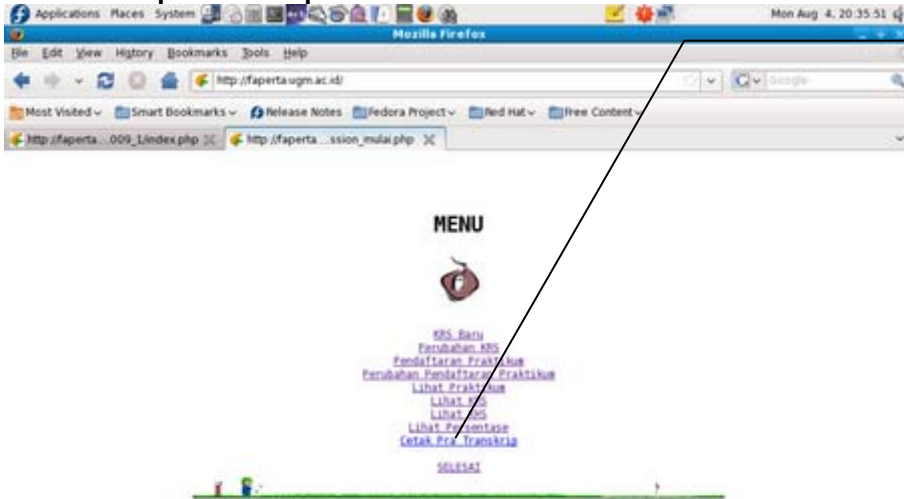 Applications Places System Mon Aug 4, 20:35:51
Mozilla Firefox
File Edit View History Bookmarks Tools Help
http://faperta.ugm.ac.id/ Google
Most Visited Smart Bookmarks Release Notes Fedora Project Red Hat Free Content
http://faperta...009_1/index.php http://faperta...ssion_mulai.php
MENU
KRS Baru
Perubahan KRS
Pendaftaran Praktikum
Perubahan Pendaftaran Praktikum
Lihat Praktikum
Lihat KRS
Lihat KHS
Lihat Persentase
Cetak Pra Transkrip
SELESAI